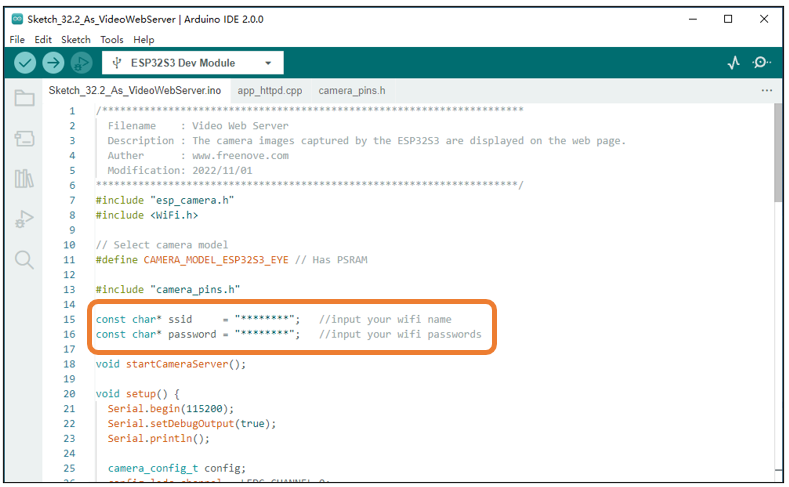 Sketch_32.2_As_VideoWebServer | Arduino IDE 2.0.0
File Edit Sketch Tools Help
ESP32S3 Dev Module
Sketch_32.2_As_VideoWebServer.ino app_httpd.cpp camera_pins.h ...
1 /**********************************************************************
2 Filename : Video Web Server
3 Description : The camera images captured by the ESP32S3 are displayed on the web page.
4 Auther : www.freenove.com
5 Modification: 2022/11/01
6 **********************************************************************/
7 #include "esp_camera.h"
8 #include <WiFi.h>
9
10 // Select camera model
11 #define CAMERA_MODEL_ESP32S3_EYE // Has PSRAM
12
13 #include "camera_pins.h"
14
15 const char* ssid = "********"; //input your wifi name
16 const char* password = "********"; //input your wifi passwords
17
18 void startCameraServer();
19
20 void setup() {
21 Serial.begin(115200);
22 Serial.setDebugOutput(true);
23 Serial.println();
24
25 camera_config_t config;